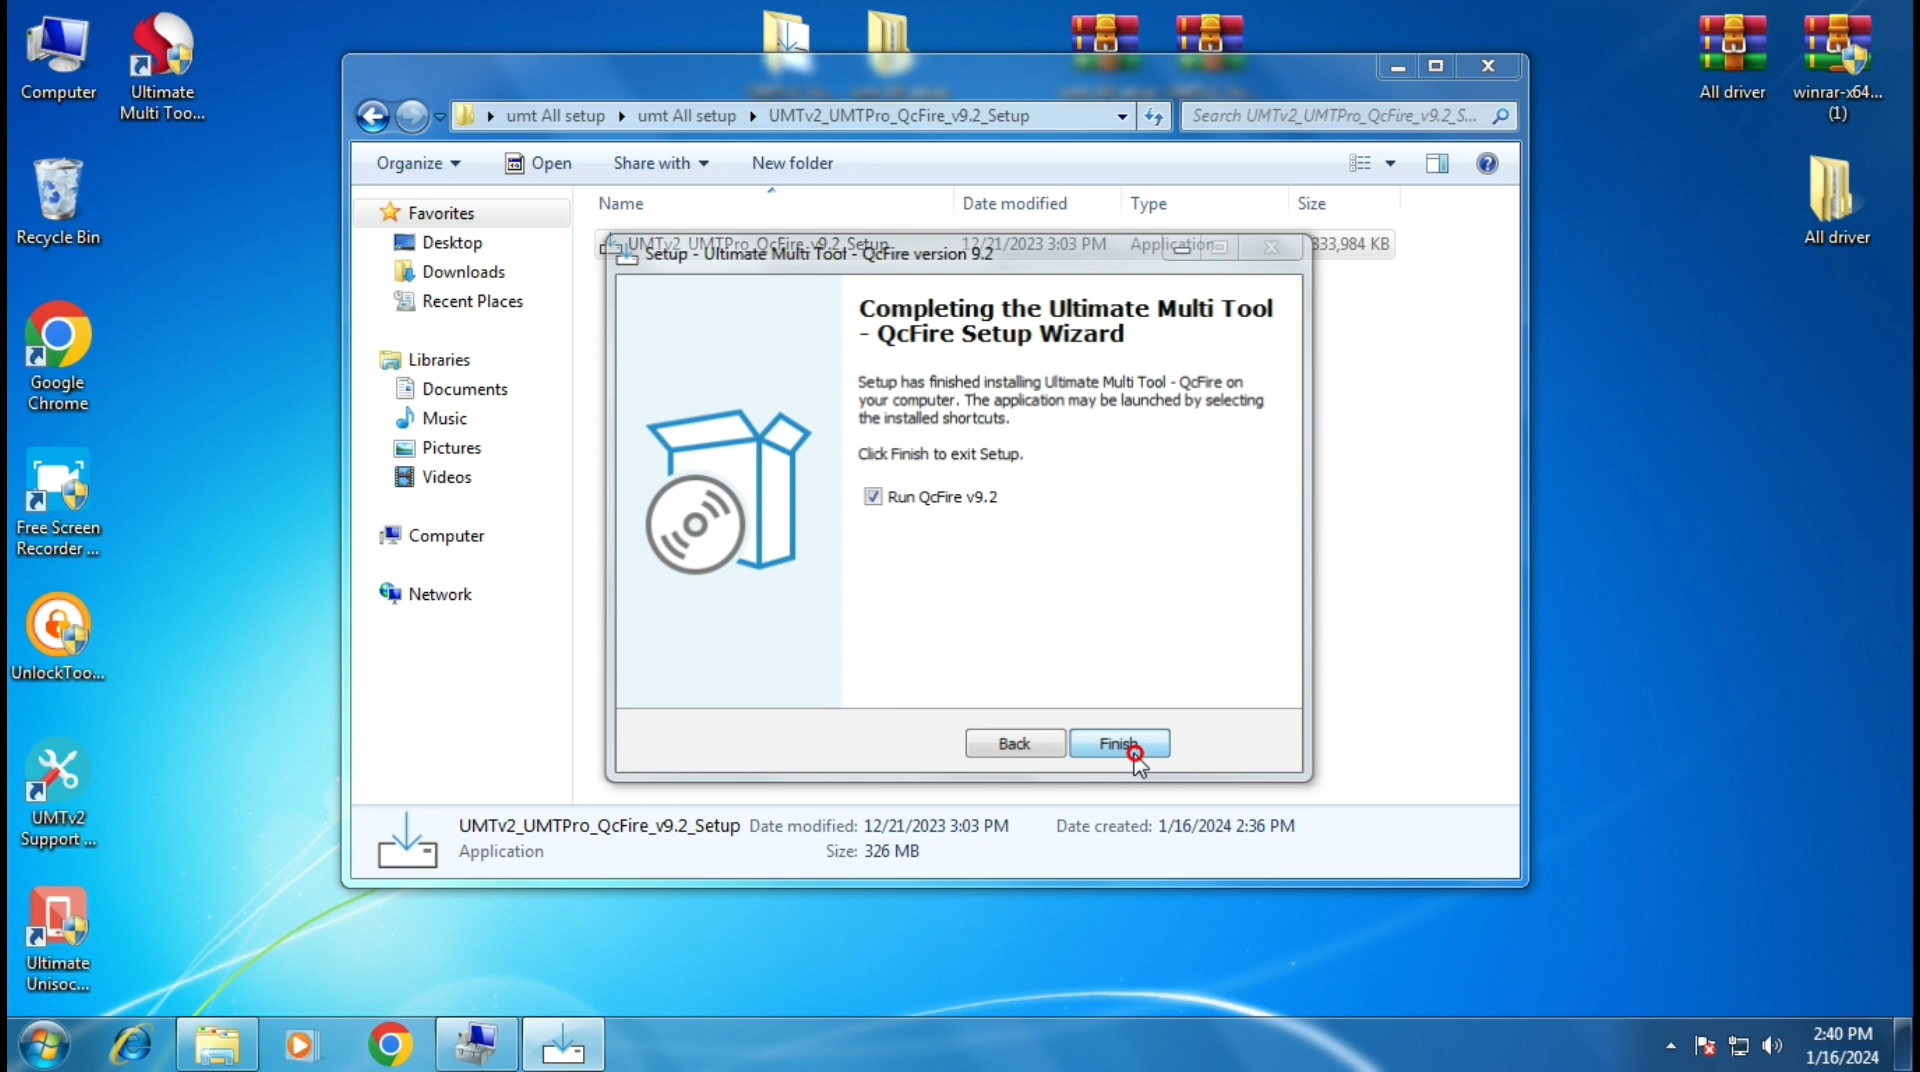 Computer
Ultimate
Multi Too...
Recycle Bin
Google
Chrome
Free Screen
Recorder ...
UnlockToo...
UMTv2
Support ...
Ultimate
Unisoc...
All driver
winrar-x64...
(1)
All driver
umt All setup
umt All setup
UMTv2_UMTPro_QcFire_v9.2_Setup
Search UMTv2_UMTPro_QcFire_v9.2_S...
Organize
Open
Share with
New folder
Name
Date modified
Type
Size
Favorites
Desktop
Downloads
Recent Places
Libraries
Documents
Music
Pictures
Videos
Computer
Network
UMTv2_UMTPro_QcFire_v9.2_Setup
12/21/2023 3:03 PM
Application
333,984 KB
Setup - Ultimate Multi Tool - QcFire version 9.2
Completing the Ultimate Multi Tool
- QcFire Setup Wizard
Setup has finished installing Ultimate Multi Tool - QcFire on
your computer. The application may be launched by selecting
the installed shortcuts.
Click Finish to exit Setup.
Run QcFire v9.2
Back
Finish
UMTv2_UMTPro_QcFire_v9.2_Setup
Date modified: 12/21/2023 3:03 PM
Date created: 1/16/2024 2:36 PM
Application
Size: 326 MB
2:40 PM
1/16/2024